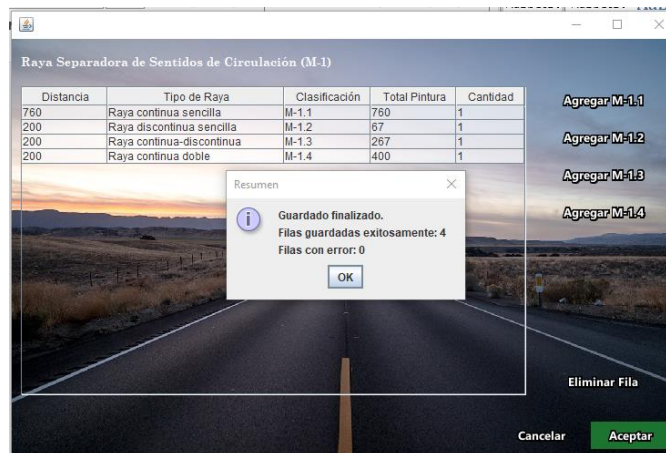 Raya Separadora de Sentidos de Circulación (M-1)
Distancia Tipo de Raya Clasificación Total Pintura Cantidad
760 Raya continua sencilla M-1.1 760 1
200 Raya discontinua sencilla M-1.2 67 1
200 Raya continua-discontinua M-1.3 267 1
200 Raya continua doble M-1.4 400 1
Agregar M-1.1
Agregar M-1.2
Agregar M-1.3
Agregar M-1.4
Resumen
Guardado finalizado.
Filas guardadas exitosamente: 4
Filas con error: 0
OK
Eliminar Fila
Cancelar Aceptar